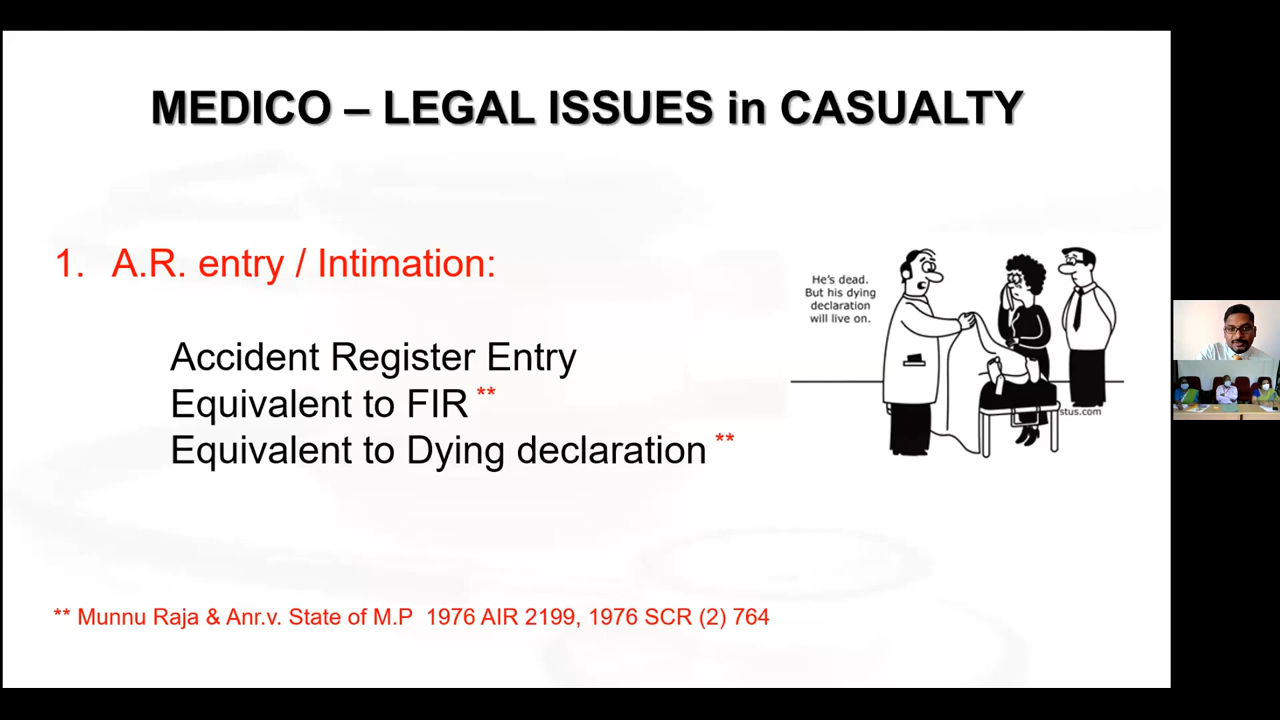 MEDICO – LEGAL ISSUES in CASUALTY
1. A.R. entry / Intimation:
Accident Register Entry
Equivalent to FIR **
Equivalent to Dying declaration **
He's dead.
But his dying
declaration
will live on.
stus.com
** Munnu Raja & Anr.v. State of M.P 1976 AIR 2199, 1976 SCR (2) 764